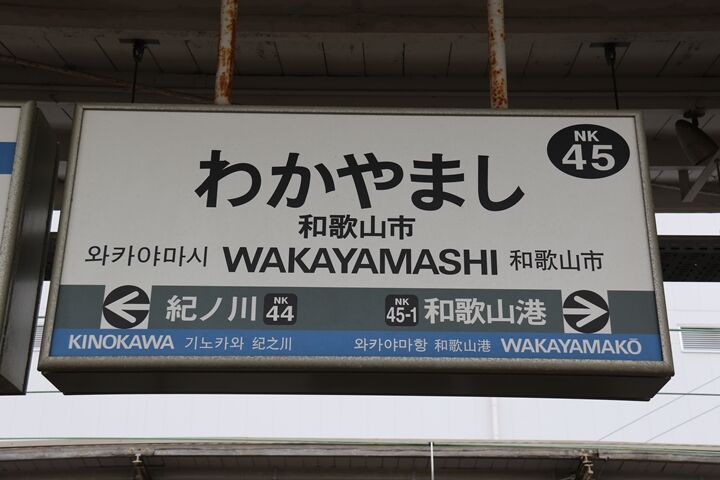 NK
45
わかやまし
和歌山市
와카야마시 WAKAYAMASHI 和歌山市
紀ノ川 NK 44 NK 45-1 和歌山港
KINOKAWA 기노카와 紀之川 와카야마항 和歌山港 WAKAYAMAKŌ